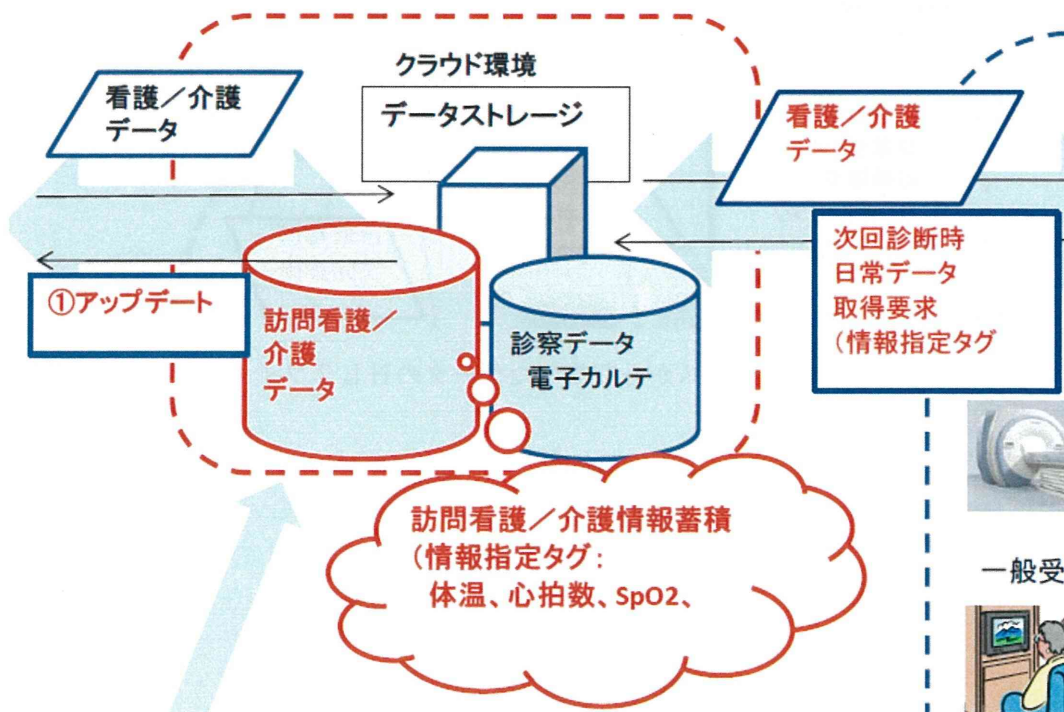 クラウド環境
看護／介護
データ
データストレージ
看護／介護
データ
①アップデート
訪問看護／
介護
データ
診察データ
電子カルテ
次回診断時
日常データ
取得要求
（情報指定タグ
訪問看護／介護情報蓄積
（情報指定タグ：
体温、心拍数、SpO2、
一般受